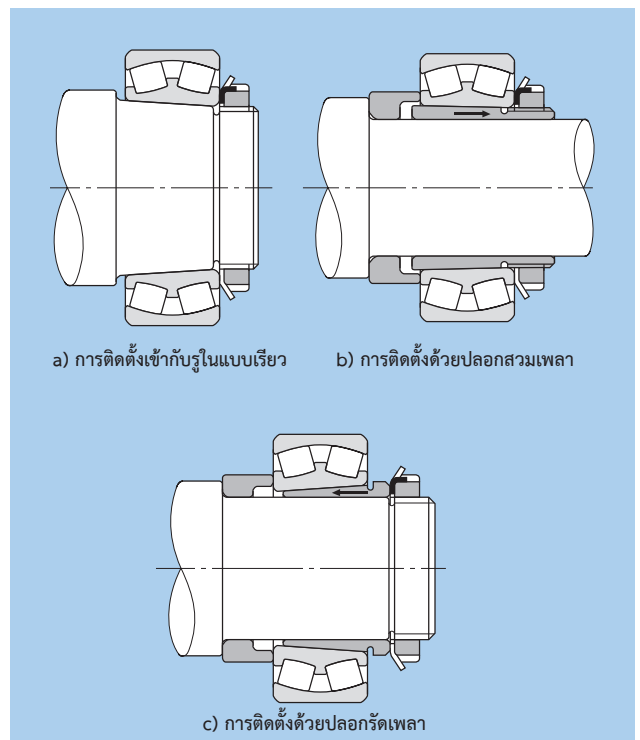 a) การติดตั้งเข้ากับรูในแบบเรียว
b) การติดตั้งด้วยปลอกสวมเพลา
c) การติดตั้งด้วยปลอกรัดเพลา